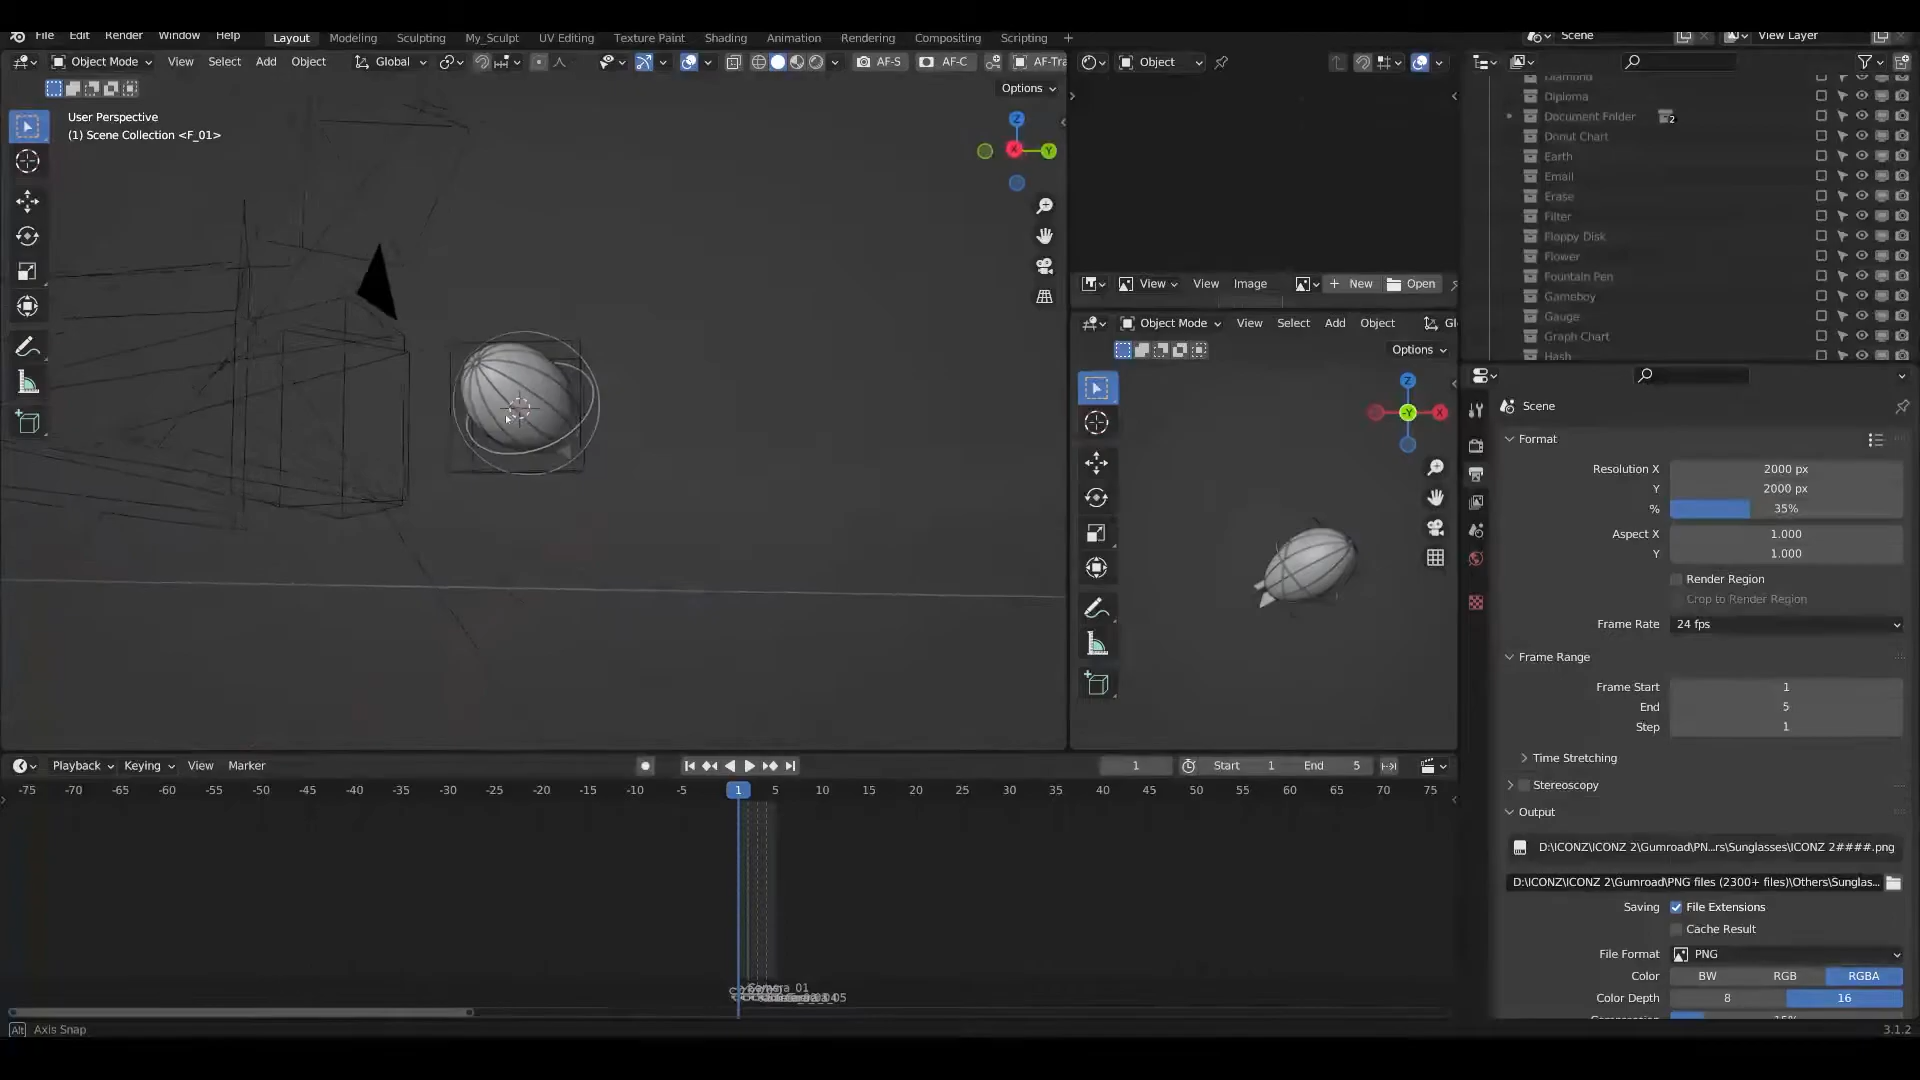 File Edit Render Window Help
Layout Modeling Sculpting My_Sculpt UV Editing Texture Paint Shading Animation Rendering Compositing Scripting +
Scene
View Layer
Object Mode View Select Add Object Global AF-S AF-C AF-Tra
Object
Options
User Perspective
(1) Scene Collection <F_01>
Z
X
Y
View View Image + New Open
Object Mode View Select Add Object Gl
Options
Z
-Y
X
Diamond
Diploma
Document Folder 2
Donut Chart
Earth
Email
Erase
Filter
Floppy Disk
Flower
Fountain Pen
Gameboy
Gauge
Graph Chart
Hash
Scene
Format
Resolution X 2000 px
Y 2000 px
% 35%
Aspect X 1.000
Y 1.000
Render Region
Crop to Render Region
Frame Rate 24 fps
Frame Range
Frame Start 1
End 5
Step 1
Time Stretching
Stereoscopy
Output
D:\ICONZ\ICONZ 2\Gumroad\PN...rs\Sunglasses\ICONZ 2####.png
D:\ICONZ\ICONZ 2\Gumroad\PNG files (2300+ files)\Others\Sunglas...
Saving File Extensions
Cache Result
File Format PNG
Color BW RGB RGBA
Color Depth 8 16
Compression 15%
Playback Keying View Marker 1 Start 1 End 5
-75 -70 -65 -60 -55 -50 -45 -40 -35 -30 -25 -20 -15 -10 -5 1 5 10 15 20 25 30 35 40 45 50 55 60 65 70 75
Camera_01
Alt Axis Snap
3.1.2